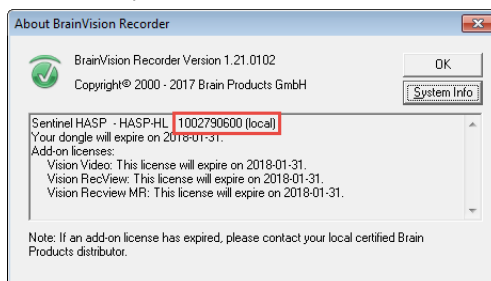 About BrainVision Recorder
BrainVision Recorder Version 1.21.0102
OK
Copyright© 2000 - 2017 Brain Products GmbH
System Info
Sentinel HASP - HASP-HL 1002790600 (local)
Your dongle will expire on 2018-01-31.
Add-on licenses:
Vision Video: This license will expire on 2018-01-31.
Vision RecView: This license will expire on 2018-01-31.
Vision Recview MR: This license will expire on 2018-01-31.
Note: If an add-on license has expired, please contact your local certified Brain
Products distributor.